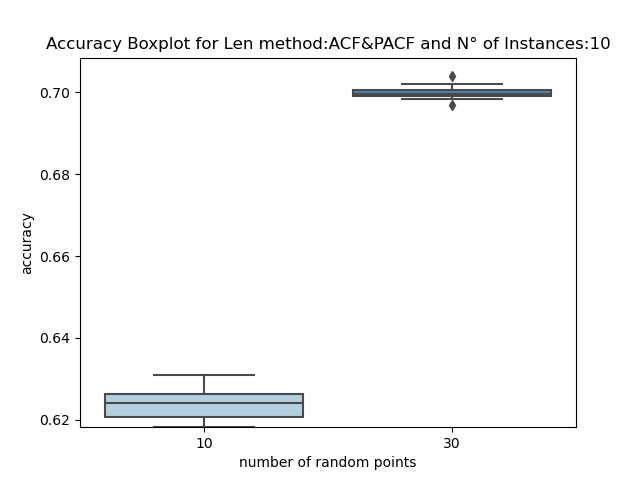 Accuracy Boxplot for Len method:ACF&PACF and N° of Instances:10
0.70
0.68
0.66
0.64
0.62
accuracy
10 30
number of random points